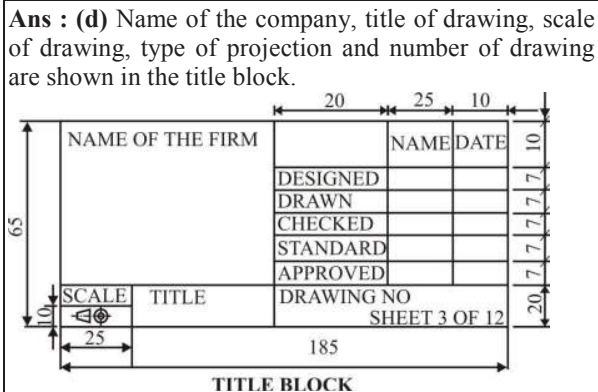 Ans : (d) Name of the company, title of drawing, scale
of drawing, type of projection and number of drawing
are shown in the title block.
20 25 10
NAME OF THE FIRM NAME DATE 10
DESIGNED 7
DRAWN 7
CHECKED 7
STANDARD 7
APPROVED 7
65
SCALE TITLE DRAWING NO 20
10 SHEET 3 OF 12
25 185
TITLE BLOCK